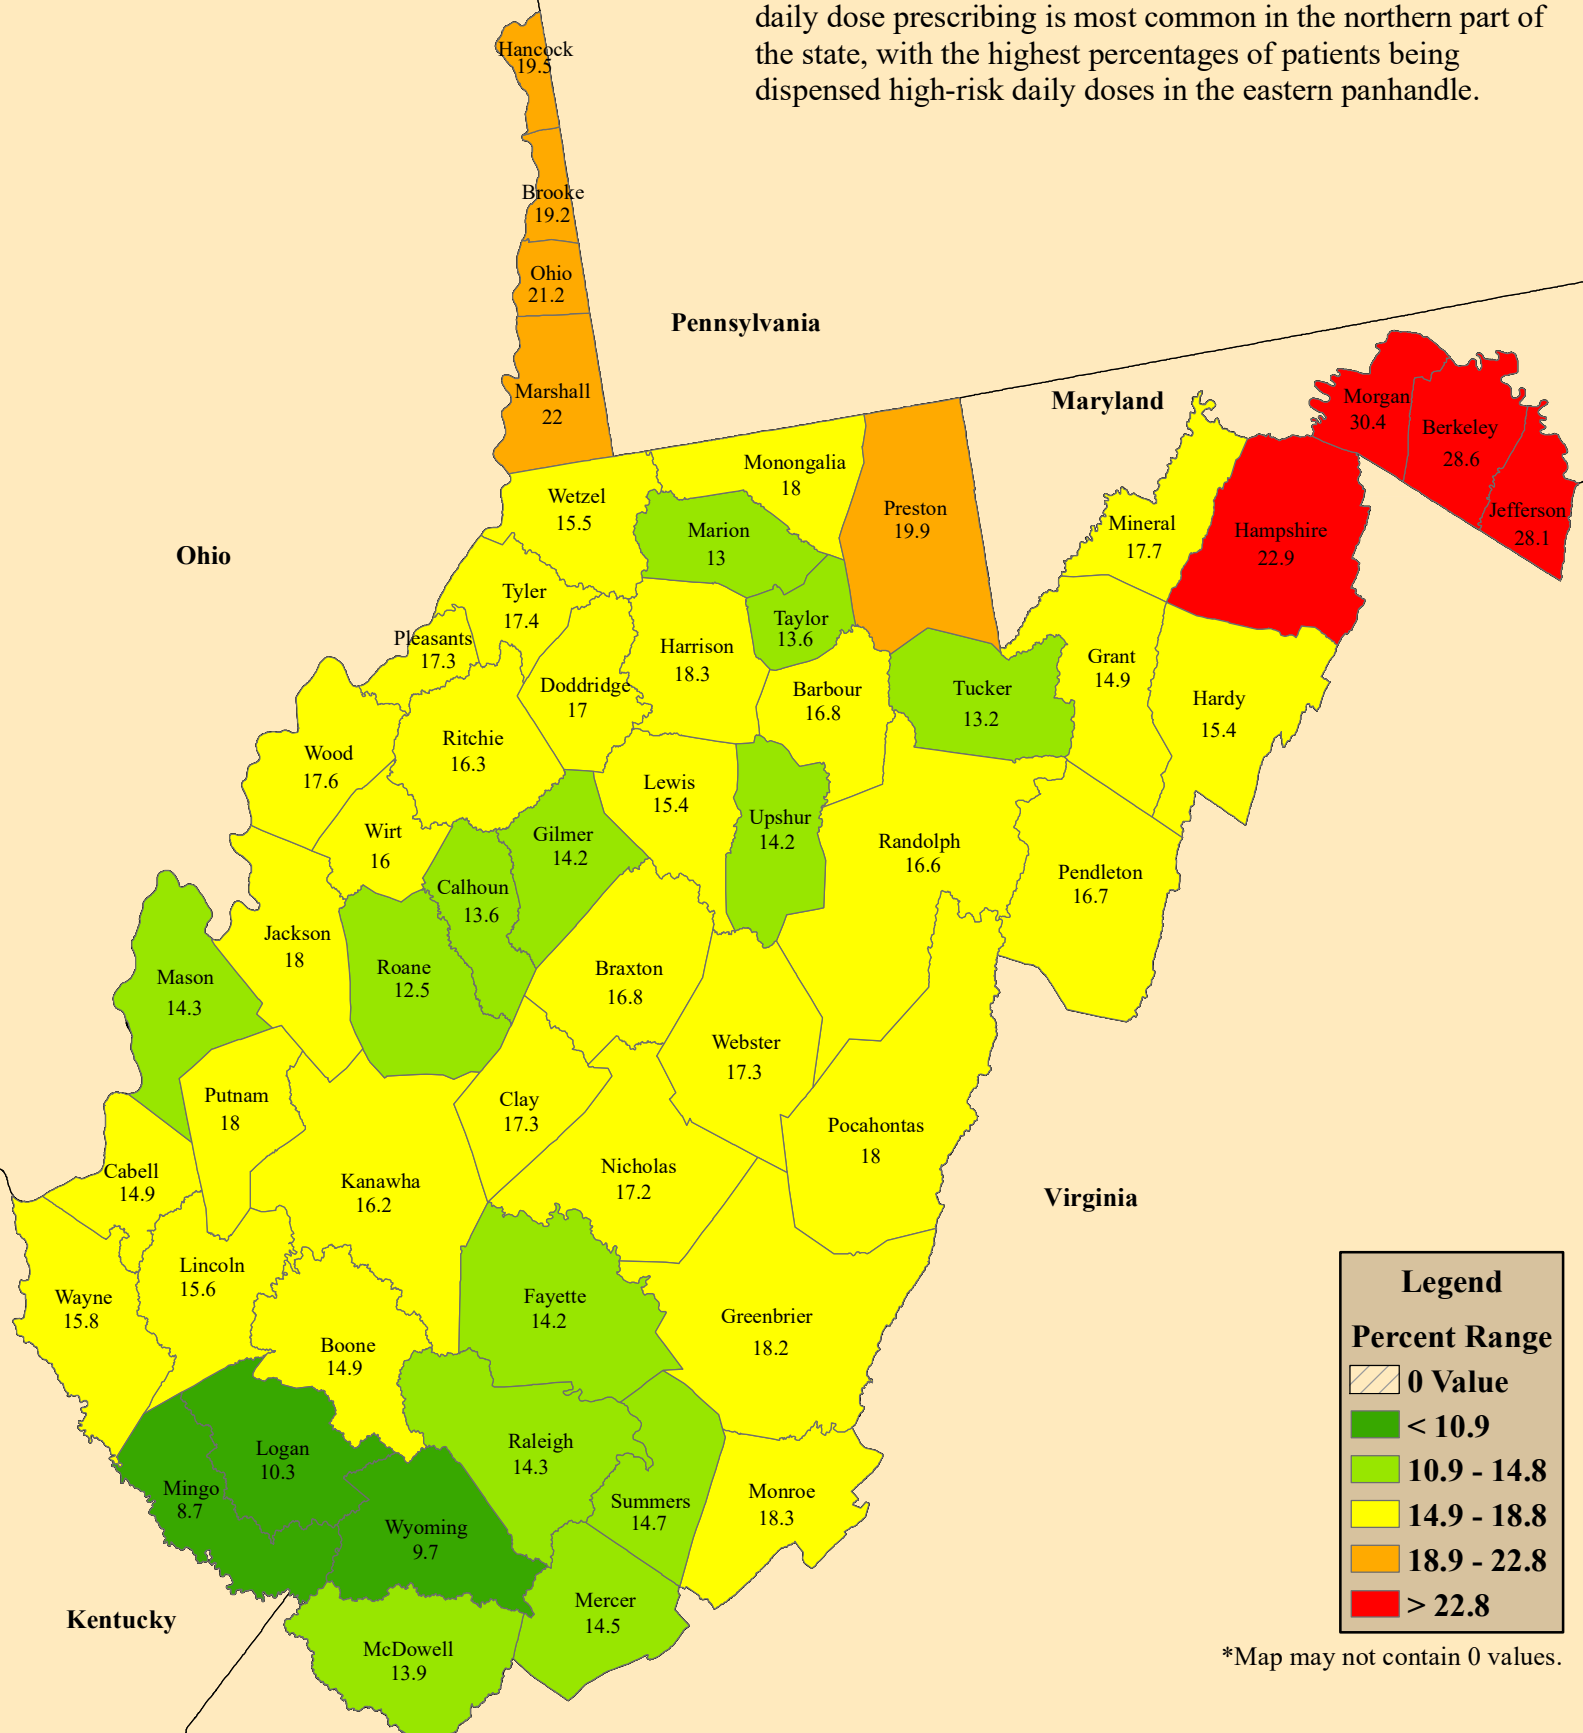 daily dose prescribing is most common in the northern part of
the state, with the highest percentages of patients being
dispensed high-risk daily doses in the eastern panhandle.
Hancock
19.5
Brooke
19.2
Ohio
21.2
Pennsylvania
Marshall
22
Maryland
Morgan
30.4
Berkeley
28.6
Jefferson
28.1
Monongalia
18
Wetzel
15.5
Preston
19.9
Marion
13
Mineral
17.7
Hampshire
22.9
Ohio
Tyler
17.4
Taylor
13.6
Pleasants
17.3
Harrison
18.3
Grant
14.9
Doddridge
17
Barbour
16.8
Tucker
13.2
Hardy
15.4
Ritchie
16.3
Wood
17.6
Lewis
15.4
Upshur
14.2
Wirt
16
Gilmer
14.2
Randolph
16.6
Pendleton
16.7
Calhoun
13.6
Jackson
18
Roane
12.5
Braxton
16.8
Mason
14.3
Webster
17.3
Putnam
18
Clay
17.3
Pocahontas
18
Cabell
14.9
Kanawha
16.2
Nicholas
17.2
Virginia
Lincoln
15.6
Wayne
15.8
Fayette
14.2
Greenbrier
18.2
Boone
14.9
Logan
10.3
Raleigh
14.3
Mingo
8.7
Summers
14.7
Monroe
18.3
Wyoming
9.7
Mercer
14.5
Kentucky
McDowell
13.9
Legend
Percent Range
0 Value
< 10.9
10.9 - 14.8
14.9 - 18.8
18.9 - 22.8
> 22.8
*Map may not contain 0 values.